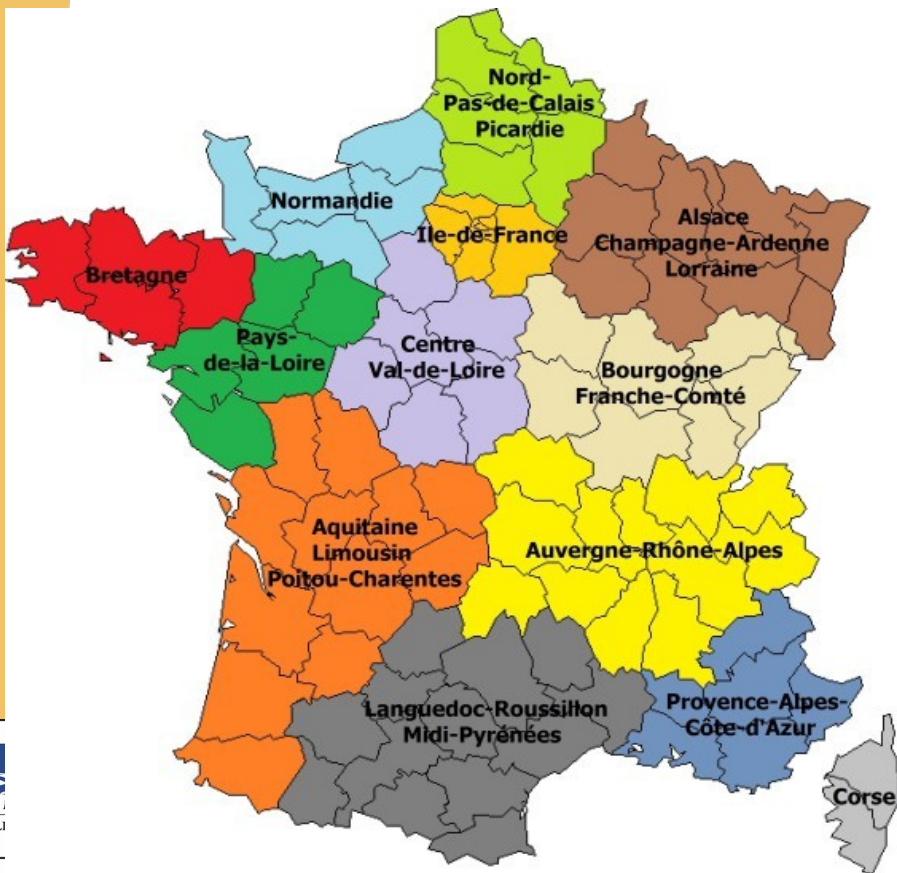 Nord-
Pas-de-Calais
Picardie
Normandie
Alsace
Champagne-Ardenne
Lorraine
Ile-de-France
Bretagne
Pays-
de-la-Loire
Centre
Val-de-Loire
Bourgogne
Franche-Comté
Aquitaine
Limousin
Poitou-Charentes
Auvergne-Rhône-Alpes
Languedoc-Roussillon
Midi-Pyrénées
Provence-Alpes-
Côte-d'Azur
Corse